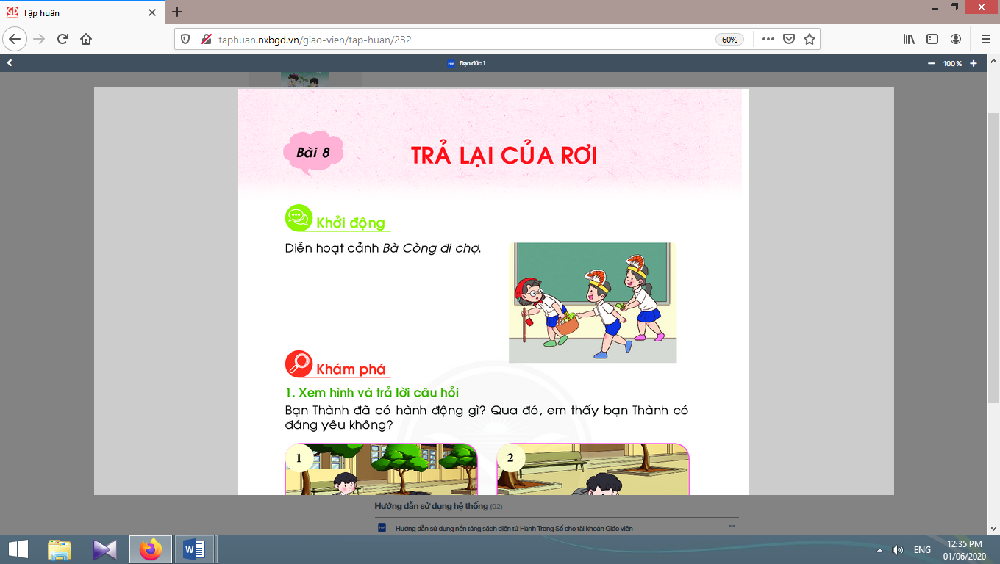 Tập huấn
taphuan.nxbgd.vn/giao-vien/tap-huan/232
60%
PDF
Đạo đức 1
100%
Bài 8
TRẢ LẠI CỦA RƠI
Khởi động
Diễn hoạt cảnh Bà Còng đi chợ.
Khám phá
1. Xem hình và trả lời câu hỏi
Bạn Thành đã có hành động gì? Qua đó, em thấy bạn Thành có
đáng yêu không?
1
2
Hướng dẫn sử dụng hệ thống (02)
PDF
Hướng dẫn sử dụng nền tảng sách điện tử Hành Trang Số cho tài khoản Giáo viên
ENG
12:35 PM
01/06/2020